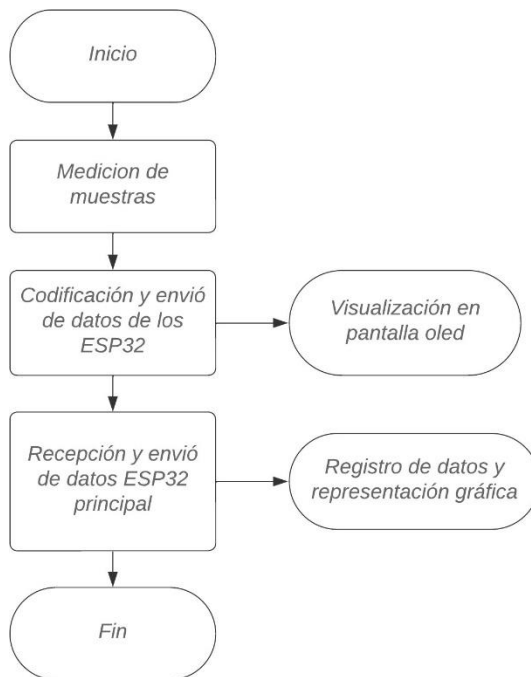 Inicio
Medicion de
muestras
Codificación y envió
de datos de los
ESP32
Visualización en
pantalla oled
Recepción y envió
de datos ESP32
principal
Registro de datos y
representación gráfica
Fin